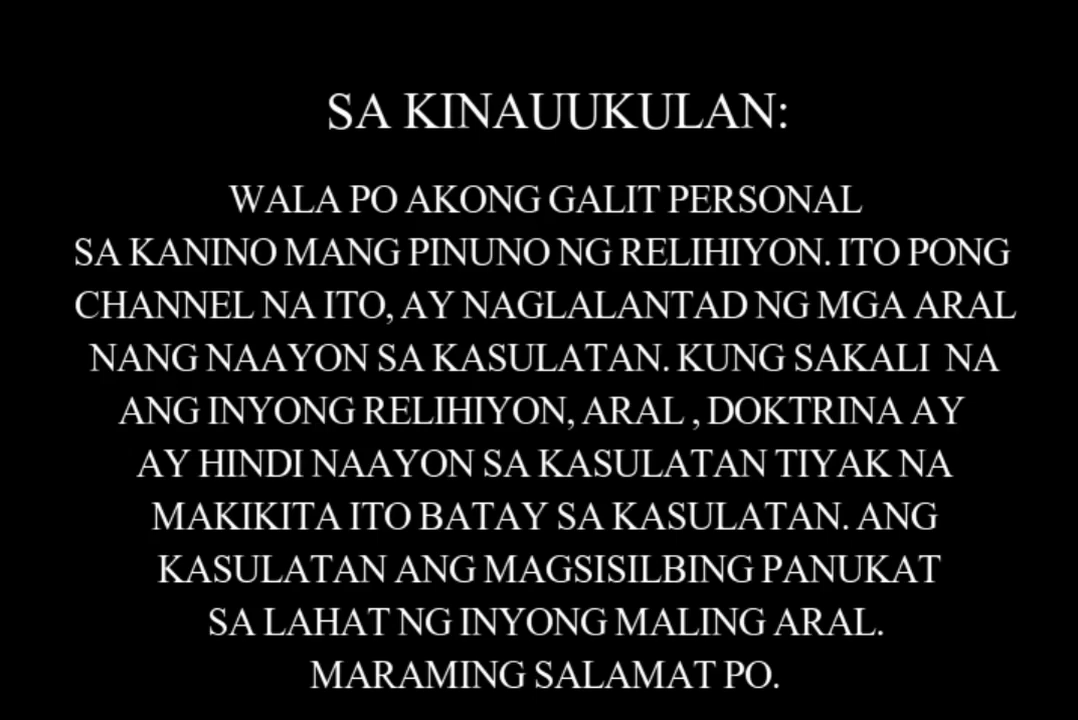 SA KINAUUKULAN:
WALA PO AKONG GALIT PERSONAL
SA KANINO MANG PINUNO NG RELIHIYON. ITO PONG
CHANNEL NA ITO, AY NAGLALANTAD NG MGA ARAL
NANG NAAYON SA KASULATAN. KUNG SAKALI NA
ANG INYONG RELIHIYON, ARAL , DOKTRINA AY
AY HINDI NAAYON SA KASULATAN TIYAK NA
MAKIKITA ITO BATAY SA KASULATAN. ANG
KASULATAN ANG MAGSISILBING PANUKAT
SA LAHAT NG INYONG MALING ARAL.
MARAMING SALAMAT PO.